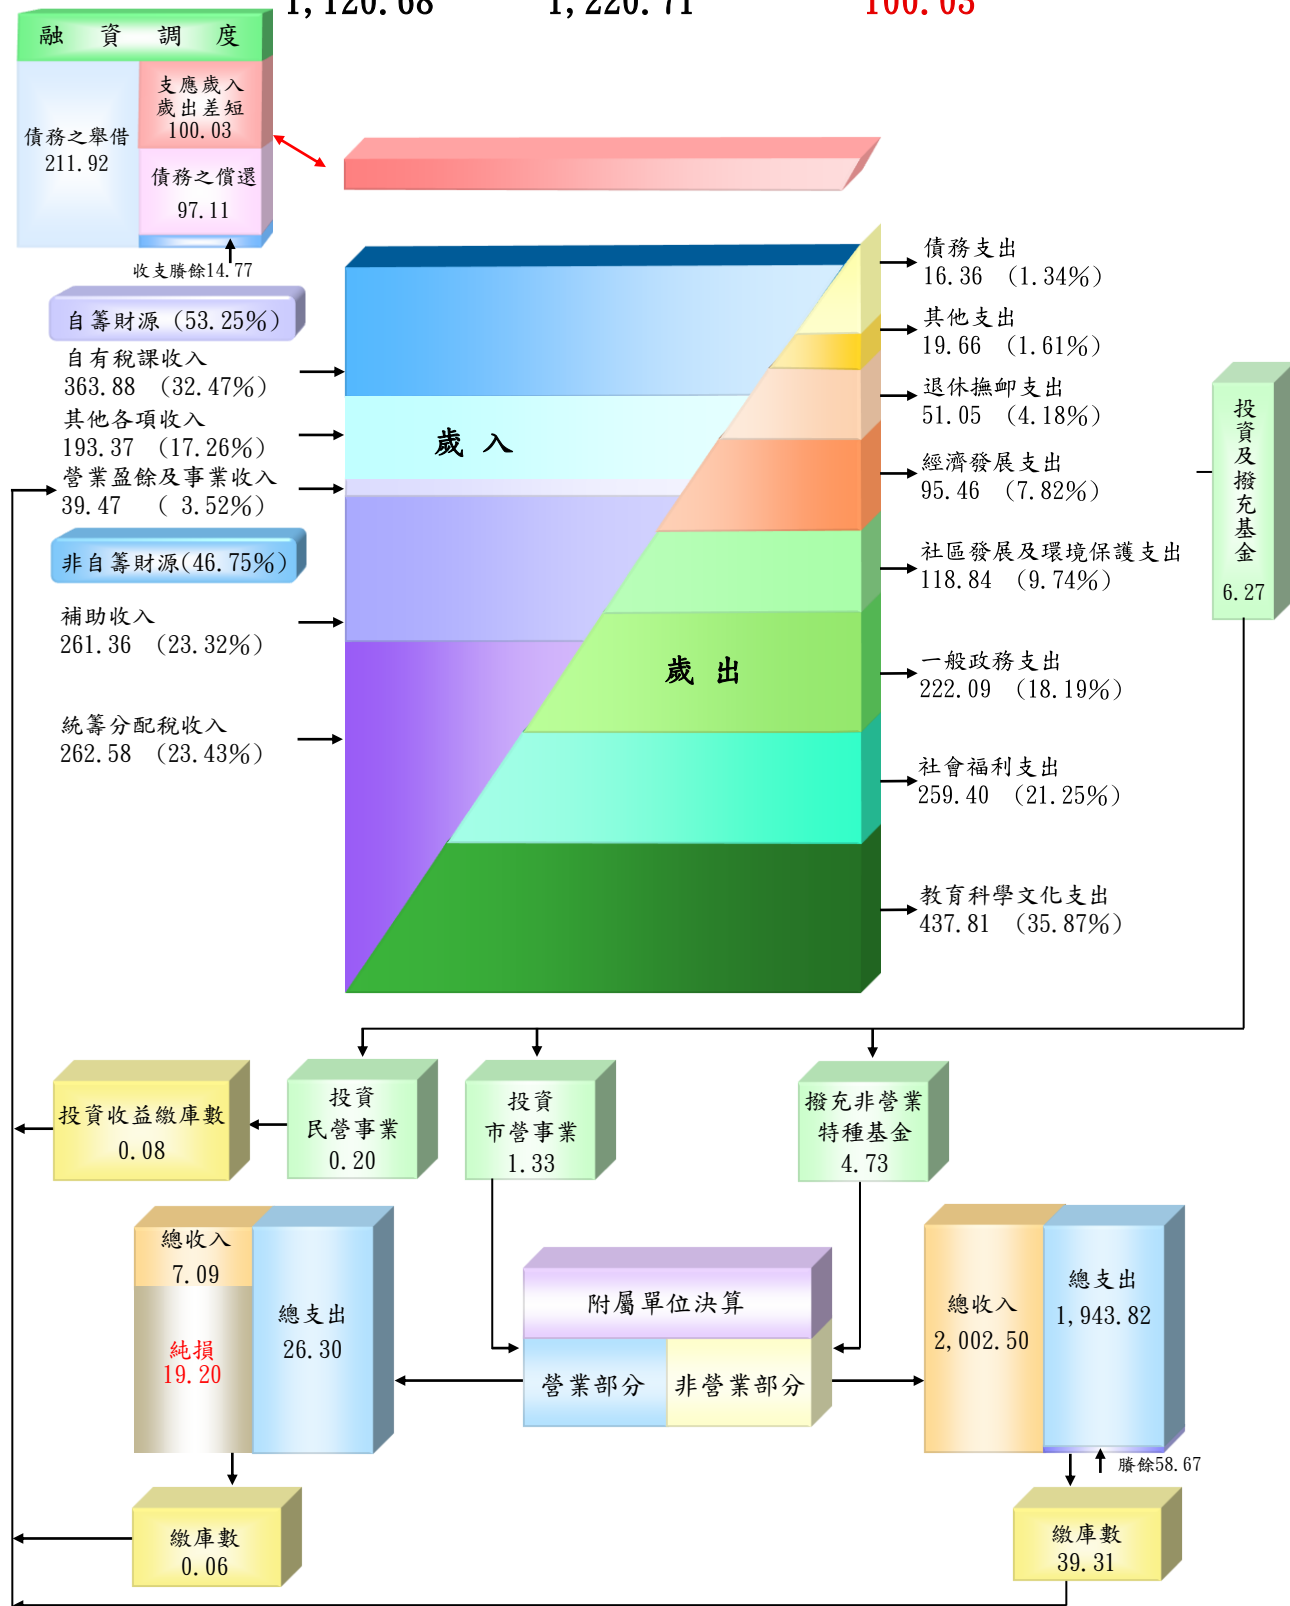 1,120.68 1,220.71 100.03
融資調度
債務之舉借
211.92
支應歲入
歲出差短
100.03
債務之償還
97.11
收支賸餘14.77
自籌財源 (53.25%)
自有稅課收入
363.88 (32.47%)
其他各項收入
193.37 (17.26%)
營業盈餘及事業收入
39.47 ( 3.52%)
非自籌財源(46.75%)
補助收入
261.36 (23.32%)
統籌分配稅收入
262.58 (23.43%)
歲入
歲出
債務支出
16.36 (1.34%)
其他支出
19.66 (1.61%)
退休撫卹支出
51.05 (4.18%)
經濟發展支出
95.46 (7.82%)
社區發展及環境保護支出
118.84 (9.74%)
一般政務支出
222.09 (18.19%)
社會福利支出
259.40 (21.25%)
教育科學文化支出
437.81 (35.87%)
投資及撥充基金
6.27
投資收益繳庫數
0.08
投資
民營事業
0.20
投資
市營事業
1.33
撥充非營業
特種基金
4.73
總收入
7.09
純損
19.20
總支出
26.30
附屬單位決算
營業部分
非營業部分
總收入
2,002.50
總支出
1,943.82
賸餘58.67
繳庫數
0.06
繳庫數
39.31